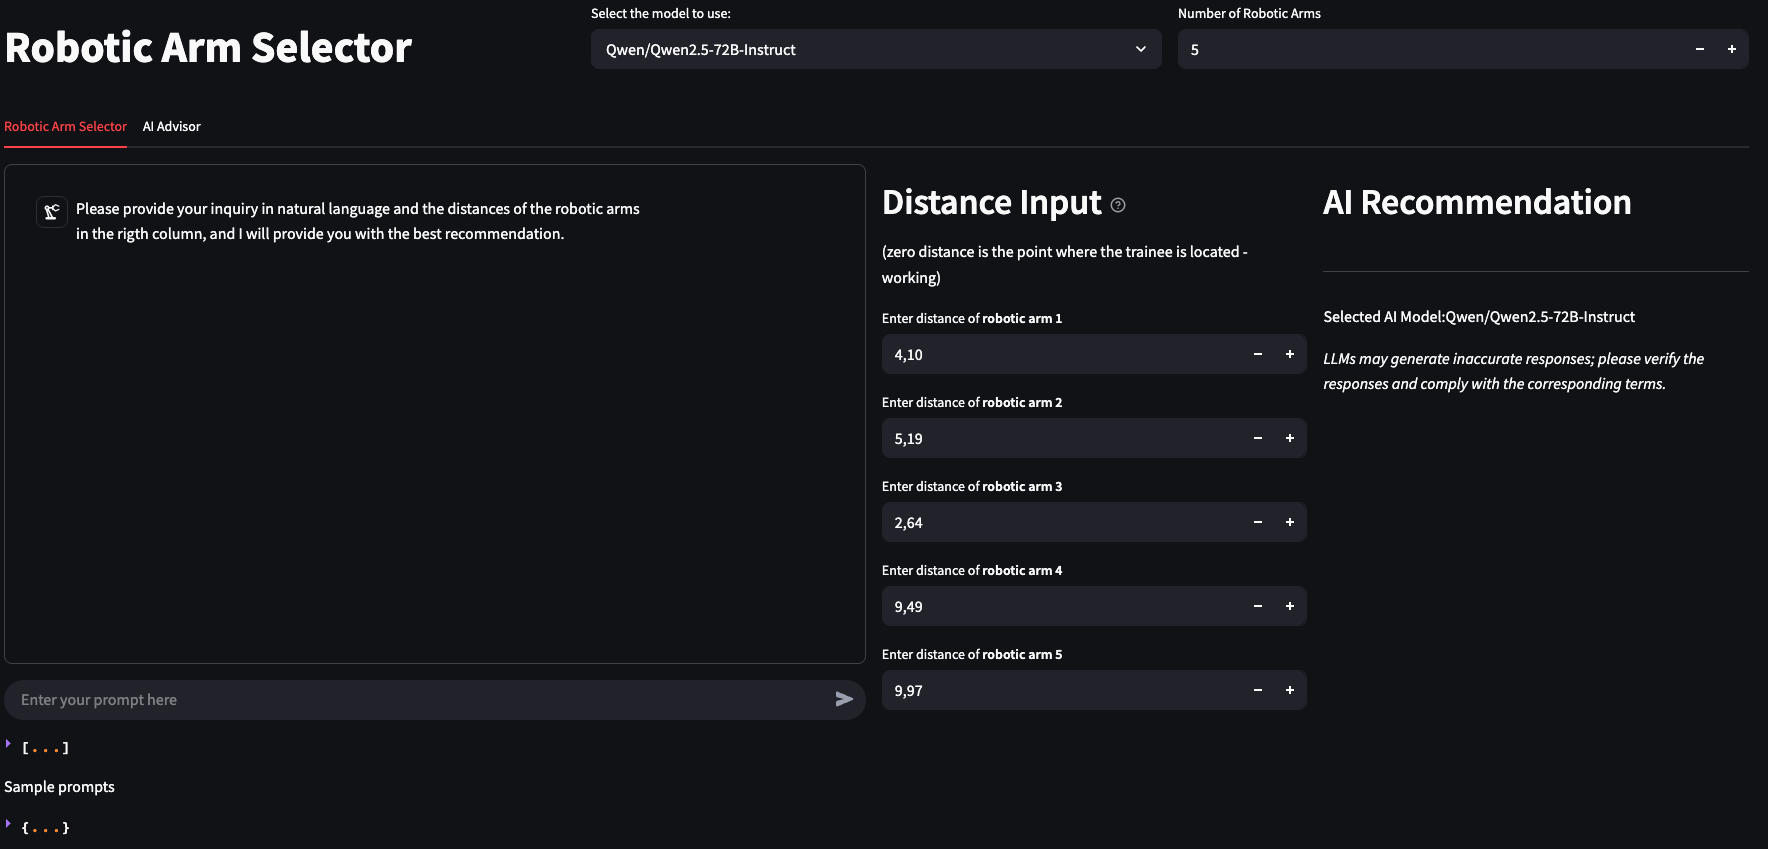 Robotic Arm Selector
Select the model to use:
Qwen/Qwen2.5-72B-Instruct
Number of Robotic Arms
5
Robotic Arm Selector
AI Advisor
Please provide your inquiry in natural language and the distances of the robotic arms
in the rigth column, and I will provide you with the best recommendation.
Enter your prompt here
[...]
Sample prompts
{...}
Distance Input
(zero distance is the point where the trainee is located -
working)
Enter distance of robotic arm 1
4,10
Enter distance of robotic arm 2
5,19
Enter distance of robotic arm 3
2,64
Enter distance of robotic arm 4
9,49
Enter distance of robotic arm 5
9,97
AI Recommendation
Selected AI Model:Qwen/Qwen2.5-72B-Instruct
LLMs may generate inaccurate responses; please verify the
responses and comply with the corresponding terms.